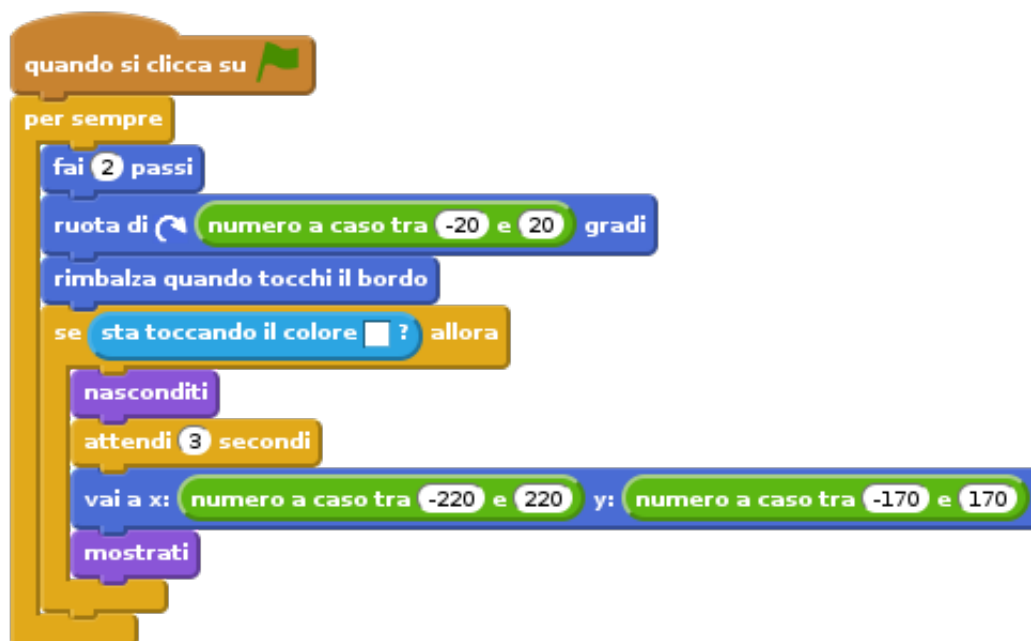 quando si clicca su
per sempre
fai 2 passi
ruota di numero a caso tra -20 e 20 gradi
rimbalza quando tocchi il bordo
se sta toccando il colore ? allora
nasconditi
attendi 3 secondi
vai a x: numero a caso tra -220 e 220 y: numero a caso tra -170 e 170
mostrati